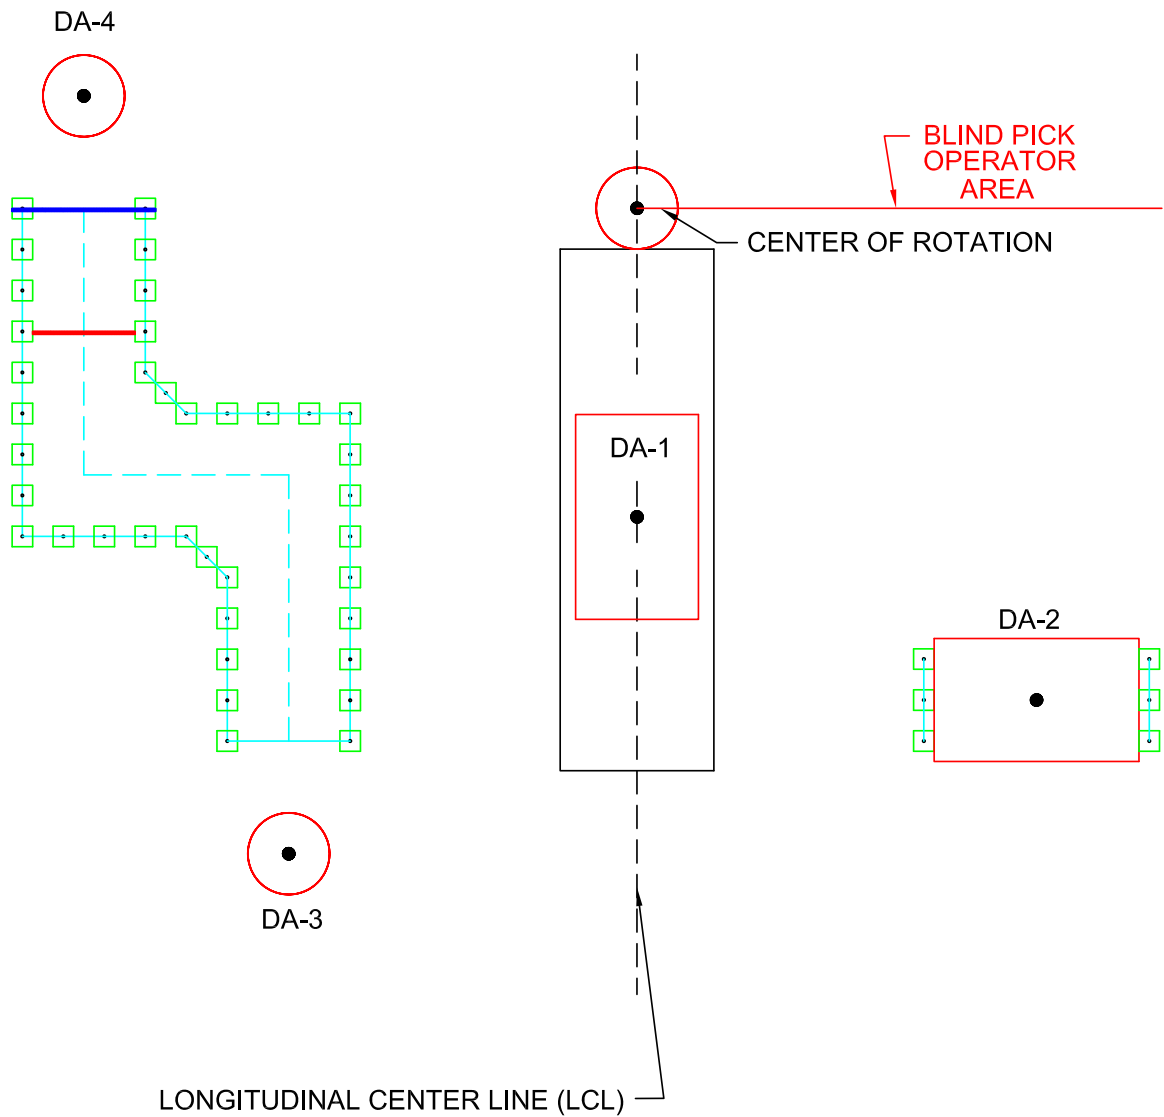 DA-4
BLIND PICK
OPERATOR
AREA
CENTER OF ROTATION
DA-1
DA-2
DA-3
LONGITUDINAL CENTER LINE (LCL)